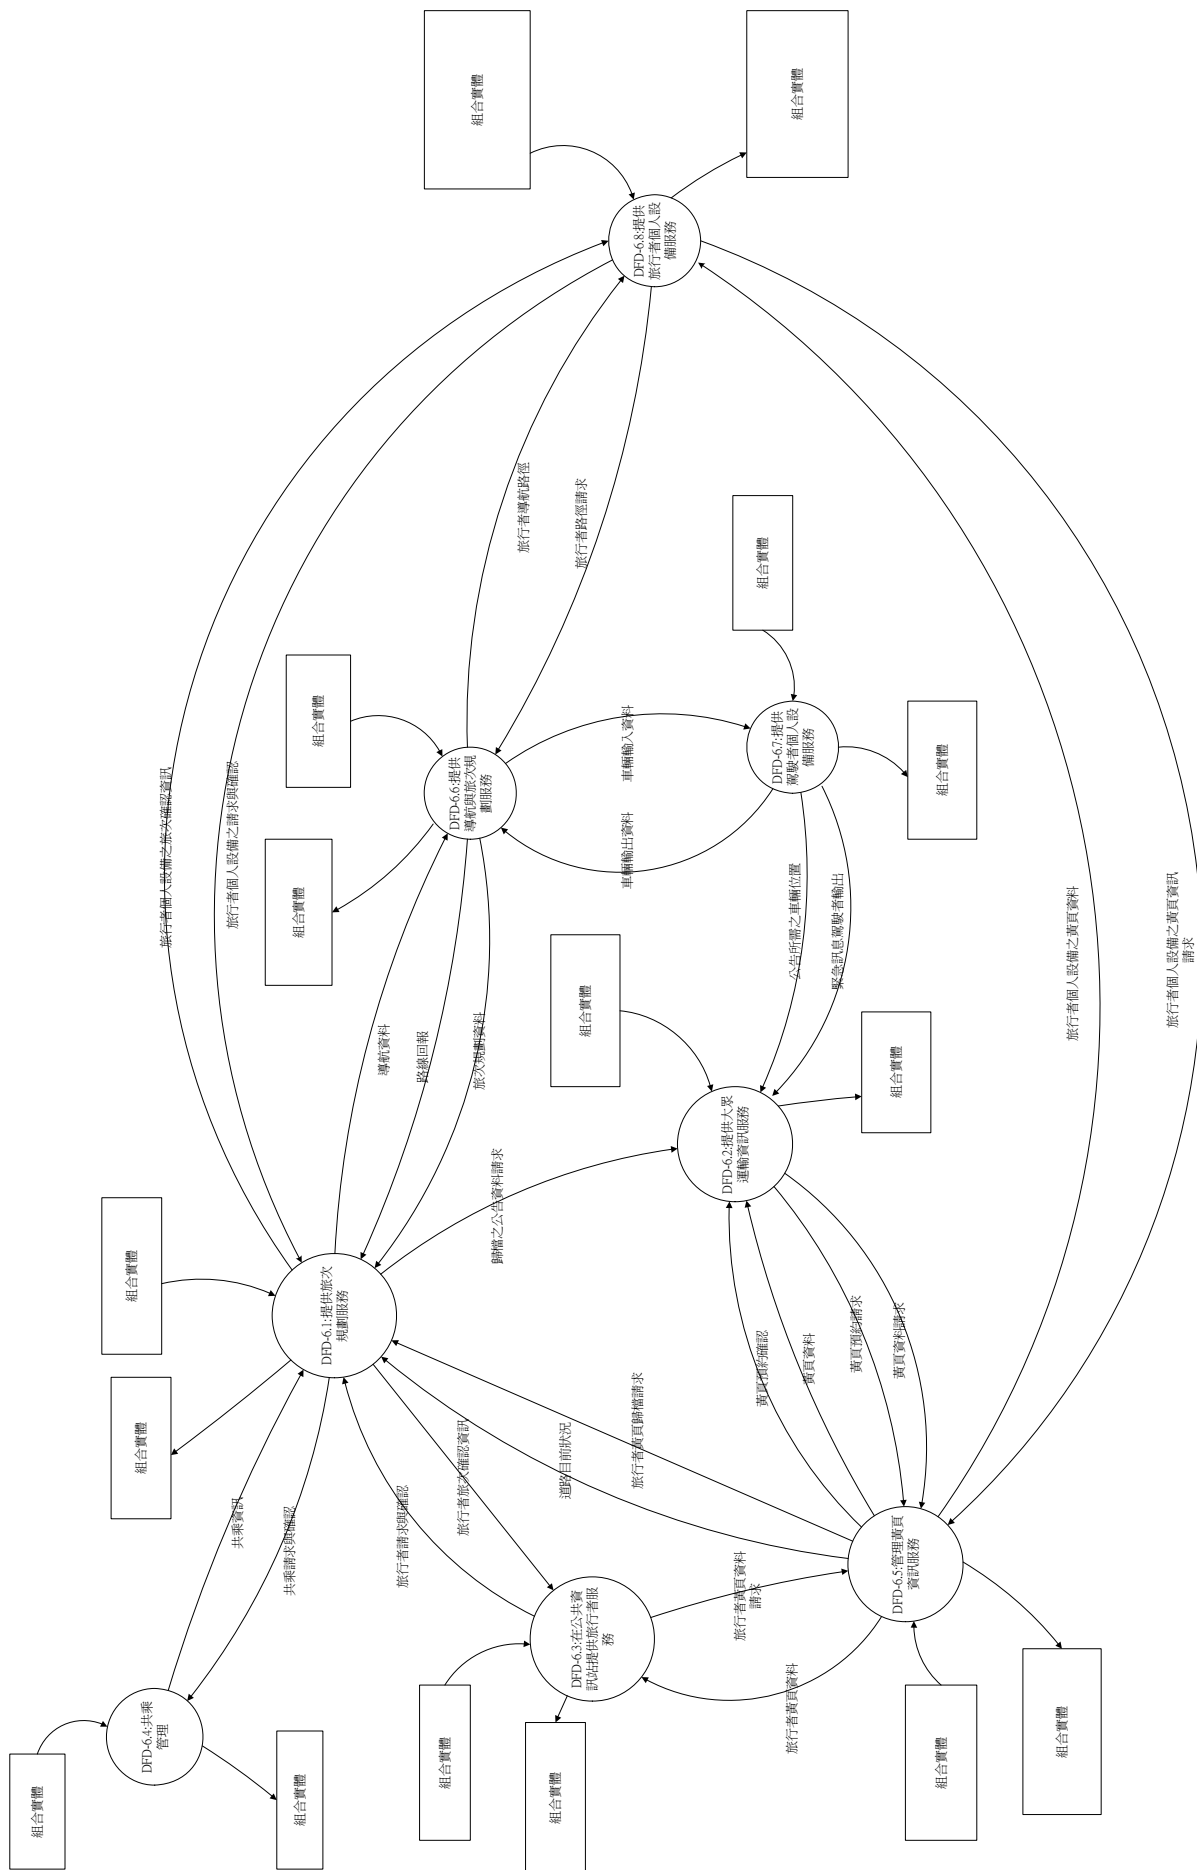 組合實體
DFD-6.4:共乘
管理
組合實體
組合實體
組合實體
共乘資訊
共乘請求與確認
組合實體
旅行者個人設備之旅次確認資訊
旅行者個人設備之請求與確認
DFD-6.1:提供旅次
規劃服務
組合實體
組合實體
導航資料
路線回報
旅次規劃資料
組合實體
旅行者請求與確認
旅行者旅次確認資訊
DFD-6.6:提供
導航與旅次規
劃服務
組合實體
歸檔之公告資料請求
旅行者導航路徑
組合實體
DFD-6.3:在公共資
訊站提供旅行者服
務
道路目前狀況
組合實體
旅行者路徑請求
旅行者黃頁歸檔請求
車輛輸出資料
車輛輸入資料
DFD-6.8:提供
旅行者個人設
備服務
DFD-6.2:提供大眾
運輸資訊服務
旅行者黃頁資料
請求
黃頁預約確認
組合實體
旅行者黃頁資料
黃頁資料
公告所需之車輛位置
DFD-6.7:提供
駕駛者個人設
備服務
組合實體
黃頁預約請求
緊急訊息駕駛者輸出
黃頁資料請求
組合實體
DFD-6.5:管理黃頁
資訊服務
組合實體
組合實體
組合實體
旅行者個人設備之黃頁資料
旅行者個人設備之黃頁資訊
請求